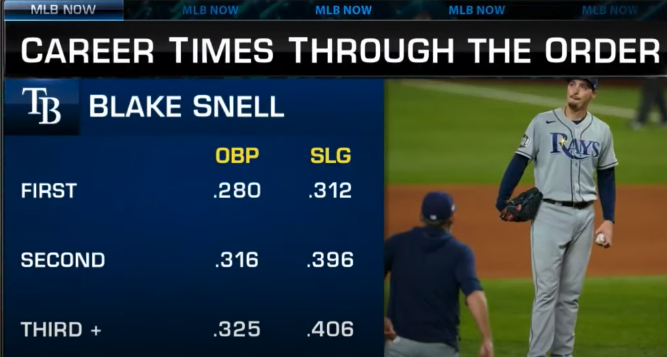 MLB NOW MLB NOW MLB NOW MLB NOW MLB NOW
CAREER TIMES THROUGH THE ORDER
TB BLAKE SNELL
OBP SLG
FIRST .280 .312
SECOND .316 .396
THIRD + .325 .406
RAYS